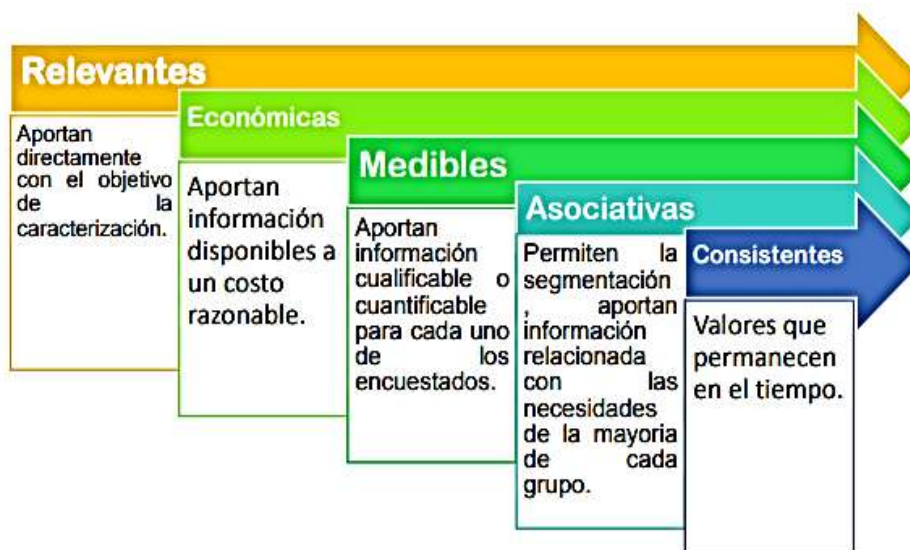 Relevantes
Aportan
directamente
con el objetivo
de la
caracterización.
Económicas
Aportan
información
disponibles a
un costo
razonable.
Medibles
Aportan
información
cualificable o
cuantificable
para cada uno
de los
encuestados.
Asociativas
Permiten la
segmentación
, aportan
información
relacionada
con las
necesidades
de la mayoria
de cada
grupo.
Consistentes
Valores que
permanecen
en el tiempo.